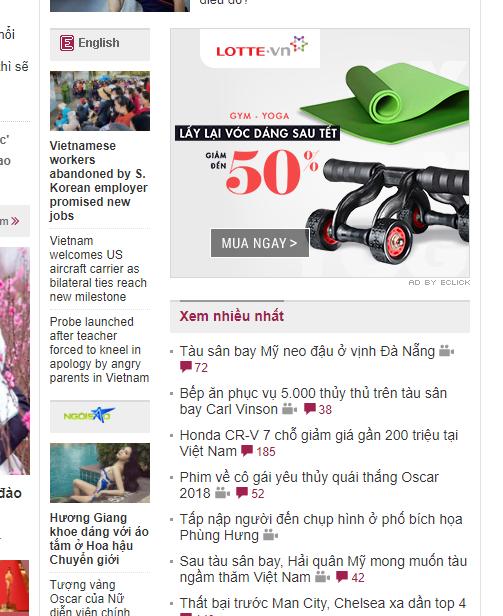 điều đó?
nổi
thì sẽ
c'
ao
m
đào
English
Vietnamese
workers
abandoned by S.
Korean employer
promised new
jobs
Vietnam
welcomes US
aircraft carrier as
bilateral ties reach
new milestone
Probe launched
after teacher
forced to kneel in
apology by angry
parents in Vietnam
NGÔISAO
Hương Giang
khoe dáng với áo
tắm ở Hoa hậu
Chuyển giới
Tượng vàng
Oscar của Nữ
diễn viên chính
LOTTE.VN
GYM - YOGA
LẤY LẠI VÓC DÁNG SAU TẾT
GIẢM
ĐẾN
50%
MUA NGAY >
AD BY ECLICK
Xem nhiều nhất
Tàu sân bay Mỹ neo đậu ở vịnh Đà Nẵng
72
Bếp ăn phục vụ 5.000 thủy thủ trên tàu sân
bay Carl Vinson 38
Honda CR-V 7 chỗ giảm giá gần 200 triệu tại
Việt Nam 185
Phim về cô gái yêu thủy quái thắng Oscar
2018 52
Tấp nập người đến chụp hình ở phố bích họa
Phùng Hưng
Sau tàu sân bay, Hải quân Mỹ mong muốn tàu
ngầm thăm Việt Nam 42
Thất bại trước Man City, Chelsea xa dần top 4